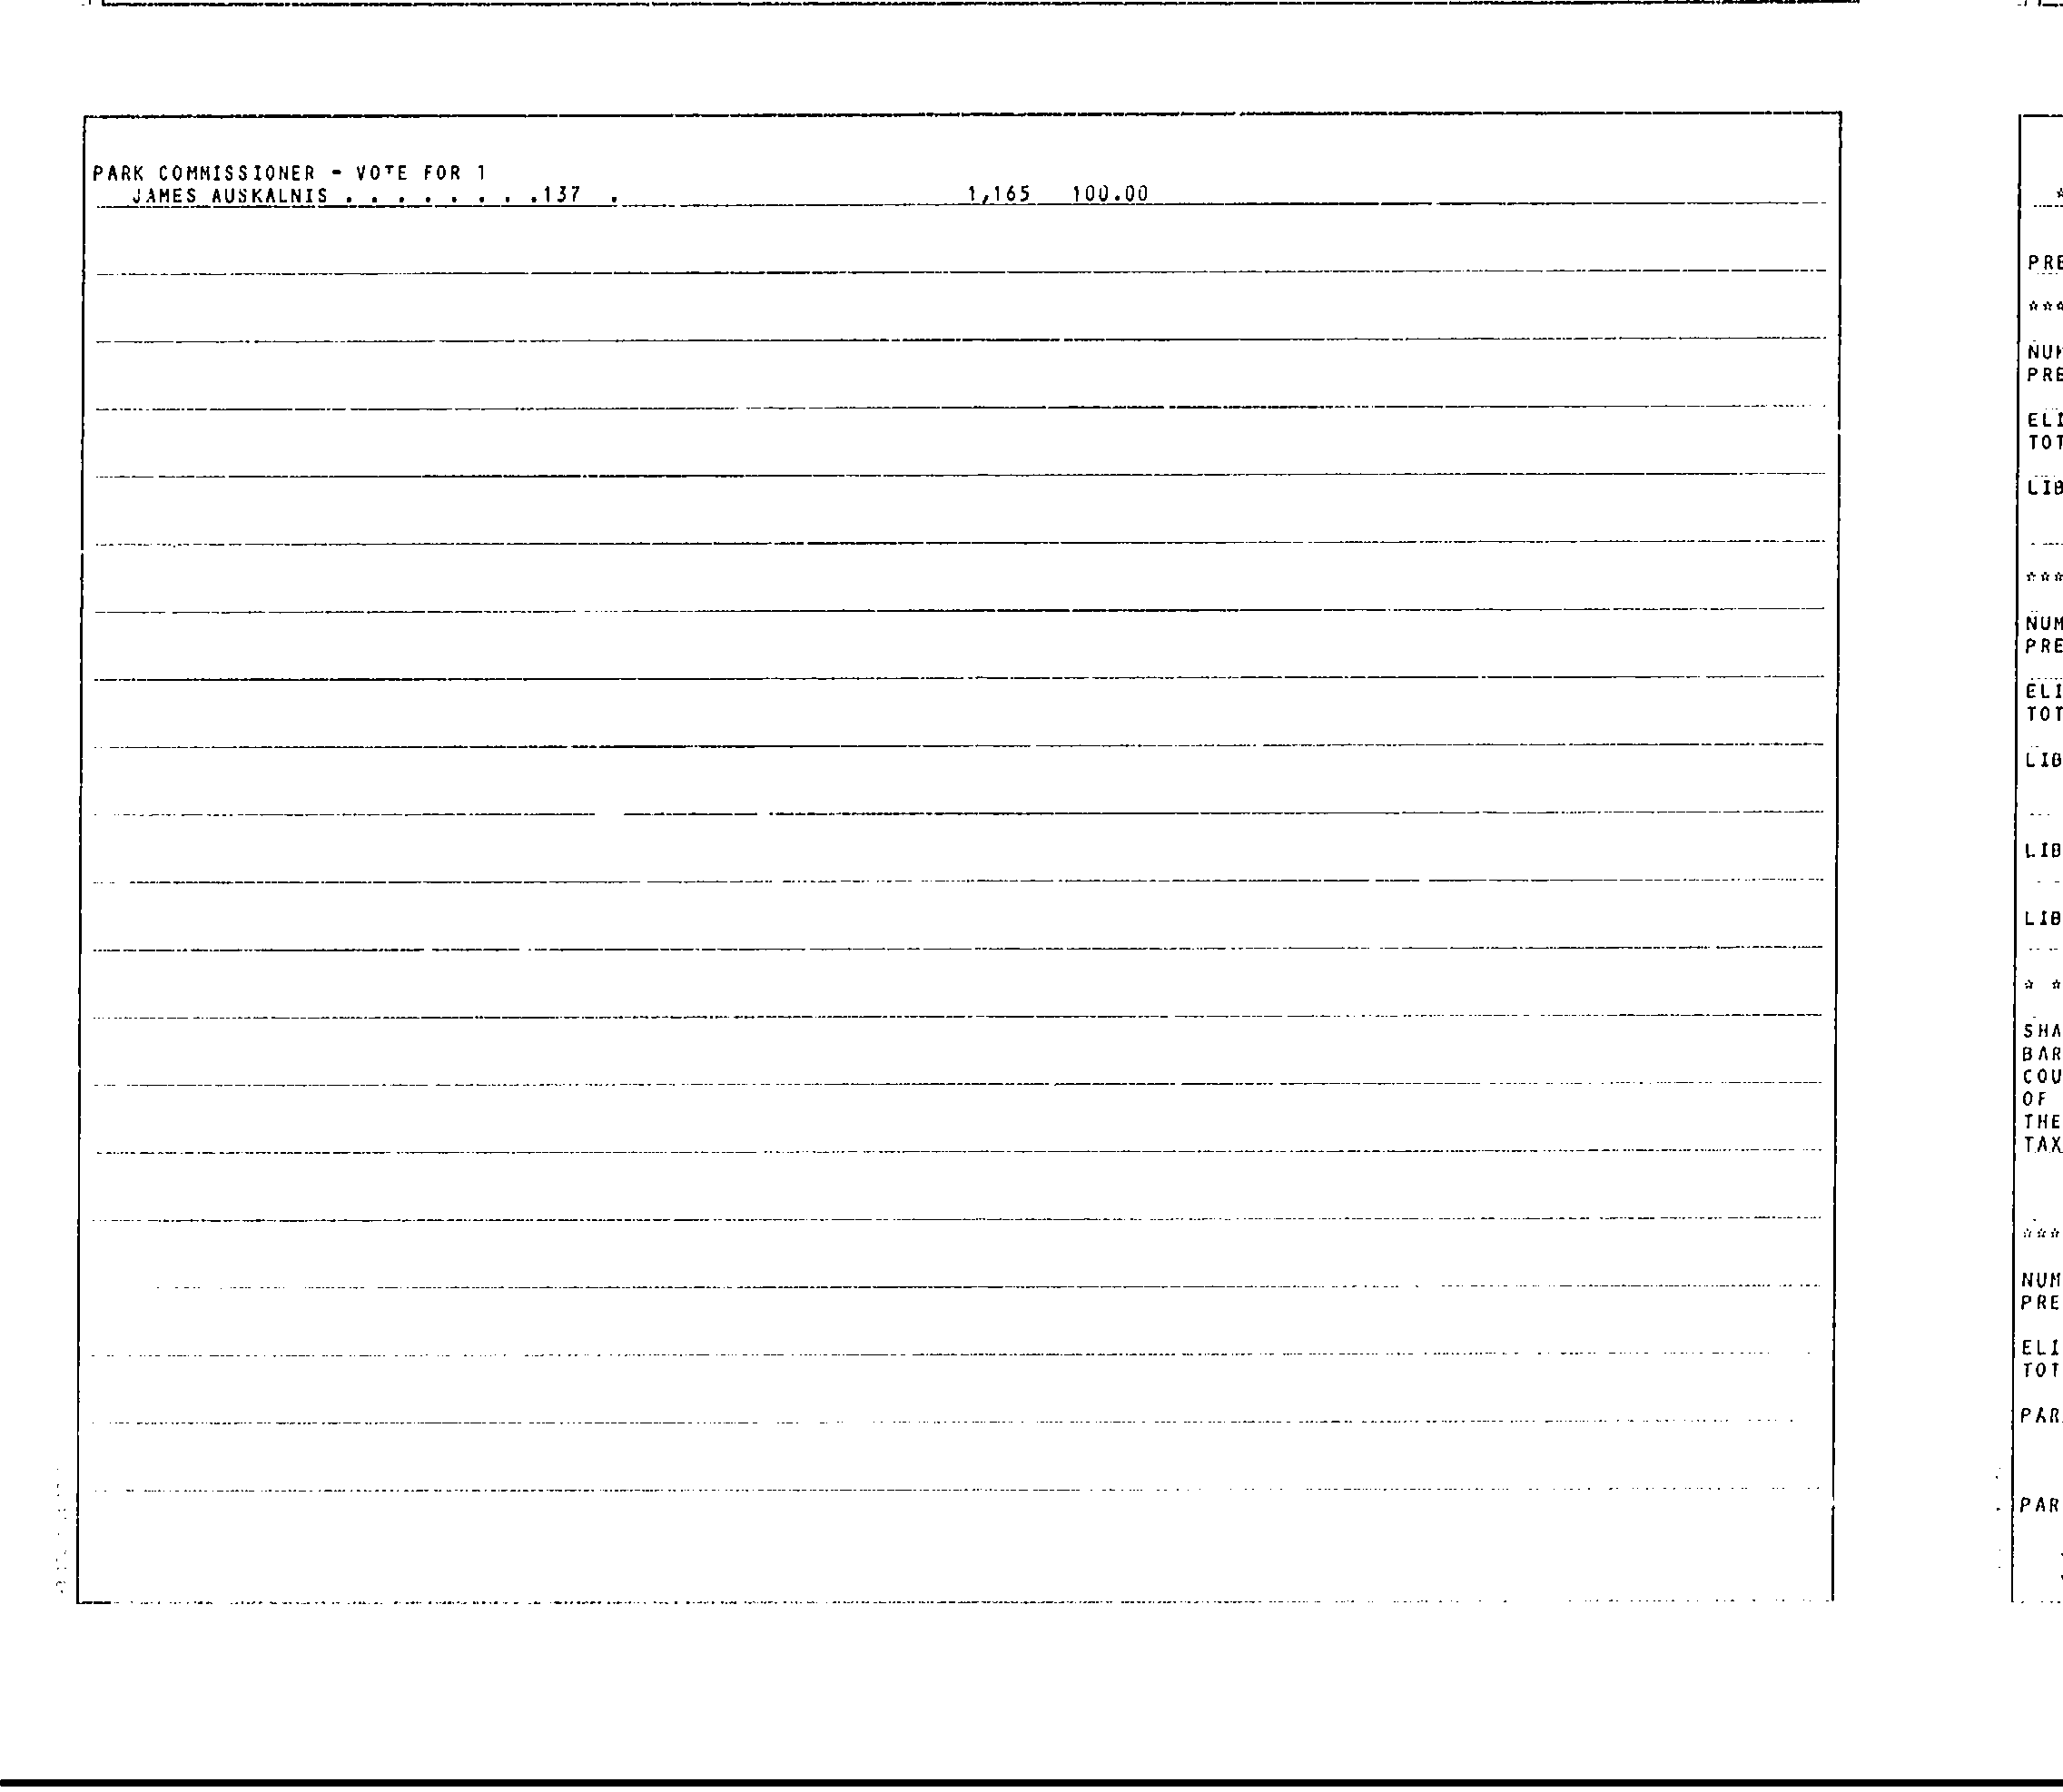 PARK COMMISSIONER - VOTE FOR 1
JAMES AUSKALNIS . . . . . . . .137 . 1,165 100.00
*
PRE
***
NUM
PRE
ELI
TOT
LIB
***
NUM
PRE
ELI
TOT
LIB
LIB
LIB
* *
SHA
BAR
COU
OF
THE
TAX
***
NUM
PRE
ELI
TOT
PAR
PAR